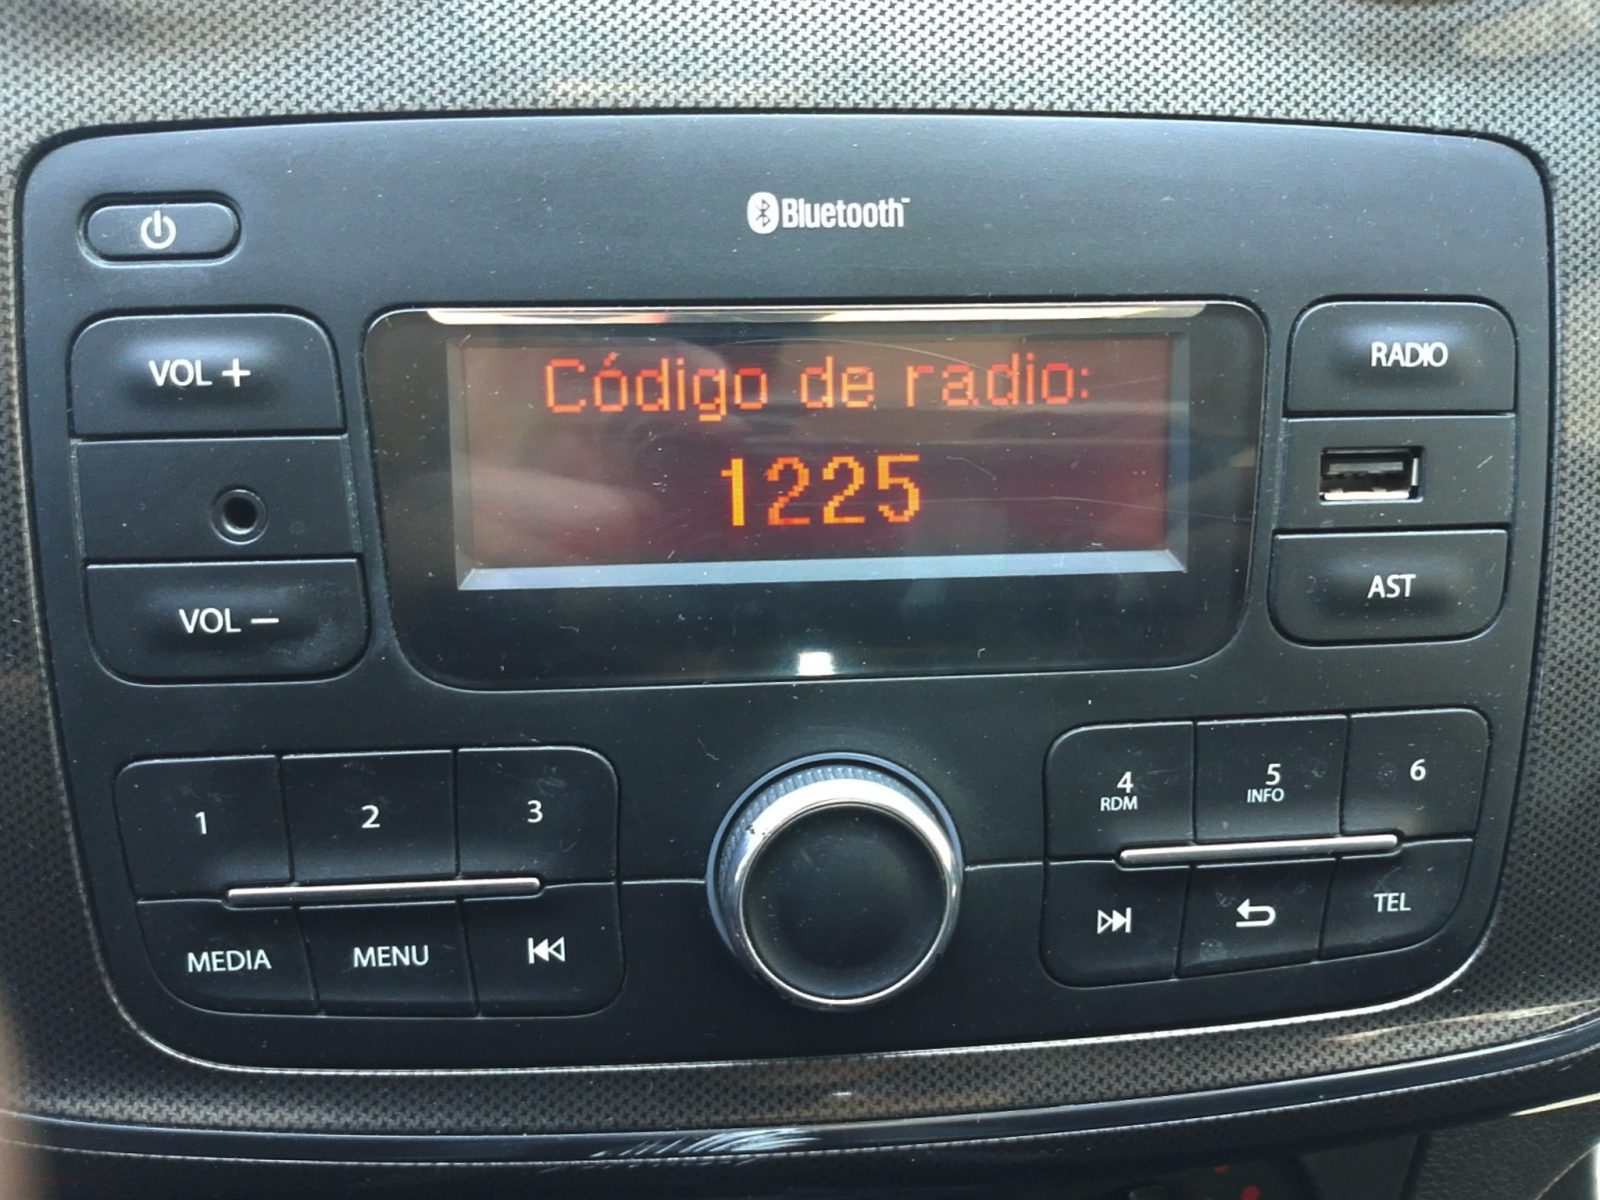 Bluetooth™
VOL +
RADIO
Código de radio:
1225
VOL −
AST
1
2
3
4
RDM
5
INFO
6
MEDIA
MENU
TEL